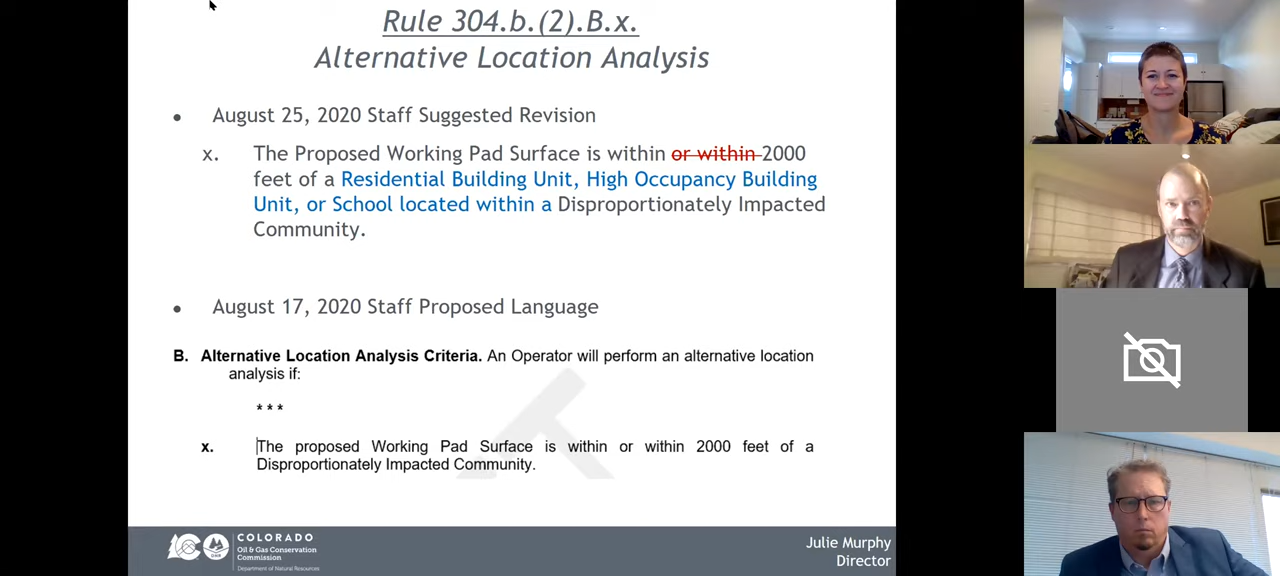 Rule 304.b.(2).B.x.
Alternative Location Analysis
• August 25, 2020 Staff Suggested Revision
x. The Proposed Working Pad Surface is within or within 2000
feet of a Residential Building Unit, High Occupancy Building
Unit, or School located within a Disproportionately Impacted
Community.
• August 17, 2020 Staff Proposed Language
B. Alternative Location Analysis Criteria. An Operator will perform an alternative location
analysis if:
* * *
x. The proposed Working Pad Surface is within or within 2000 feet of a
Disproportionately Impacted Community.
COLORADO
Oil & Gas Conservation
Commission
Department of Natural Resources
Julie Murphy
Director